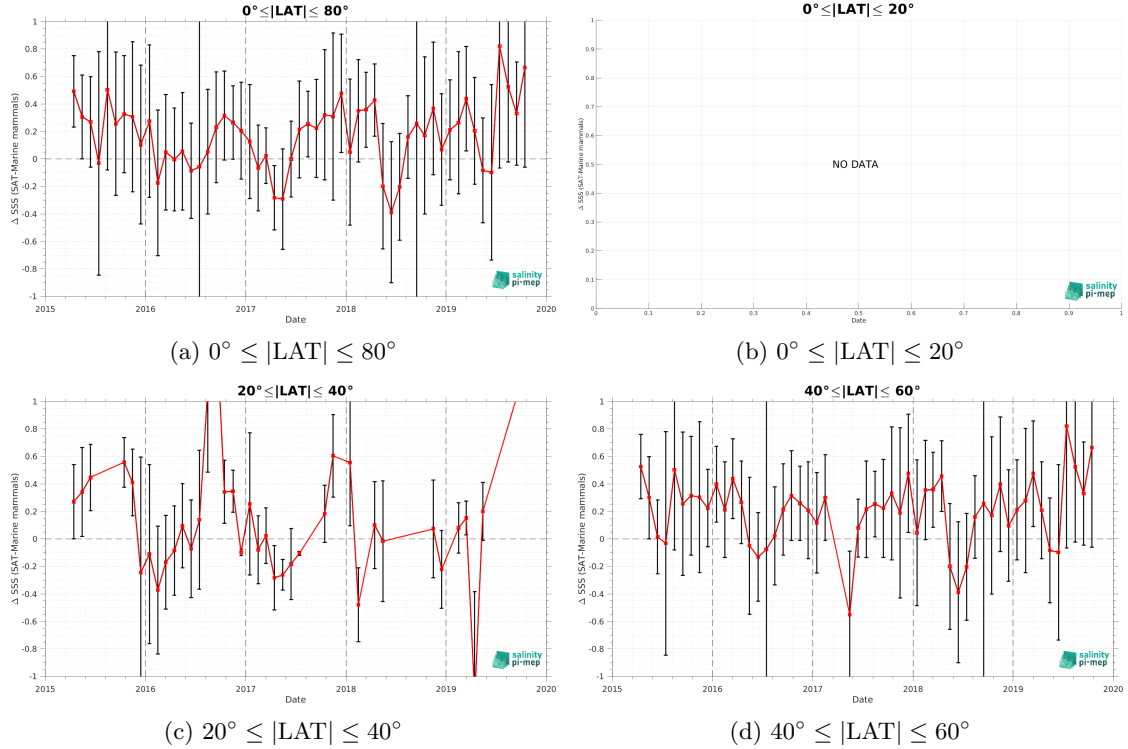 0°≤|LAT|≤ 80°
Δ SSS (SAT-Marine mammals)
1
0.8
0.6
0.4
0.2
0
-0.2
-0.4
-0.6
-0.8
-1
2015 2016 2017 2018 2019 2020
Date
salinity
pi-mep
(a) 0° ≤ |LAT| ≤ 80°
0°≤|LAT|≤ 20°
Δ SSS (SAT-Marine mammals)
1
0.9
0.8
0.7
0.6
0.5
0.4
0.3
0.2
0.1
0
NO DATA
0 0.1 0.2 0.3 0.4 0.5 0.6 0.7 0.8 0.9 1
Date
salinity
pi-mep
(b) 0° ≤ |LAT| ≤ 20°
20°≤|LAT|≤ 40°
Δ SSS (SAT-Marine mammals)
1
0.8
0.6
0.4
0.2
0
-0.2
-0.4
-0.6
-0.8
-1
2015 2016 2017 2018 2019 2020
Date
salinity
pi-mep
(c) 20° ≤ |LAT| ≤ 40°
40°≤|LAT|≤ 60°
Δ SSS (SAT-Marine mammals)
1
0.8
0.6
0.4
0.2
0
-0.2
-0.4
-0.6
-0.8
-1
2015 2016 2017 2018 2019 2020
Date
salinity
pi-mep
(d) 40° ≤ |LAT| ≤ 60°